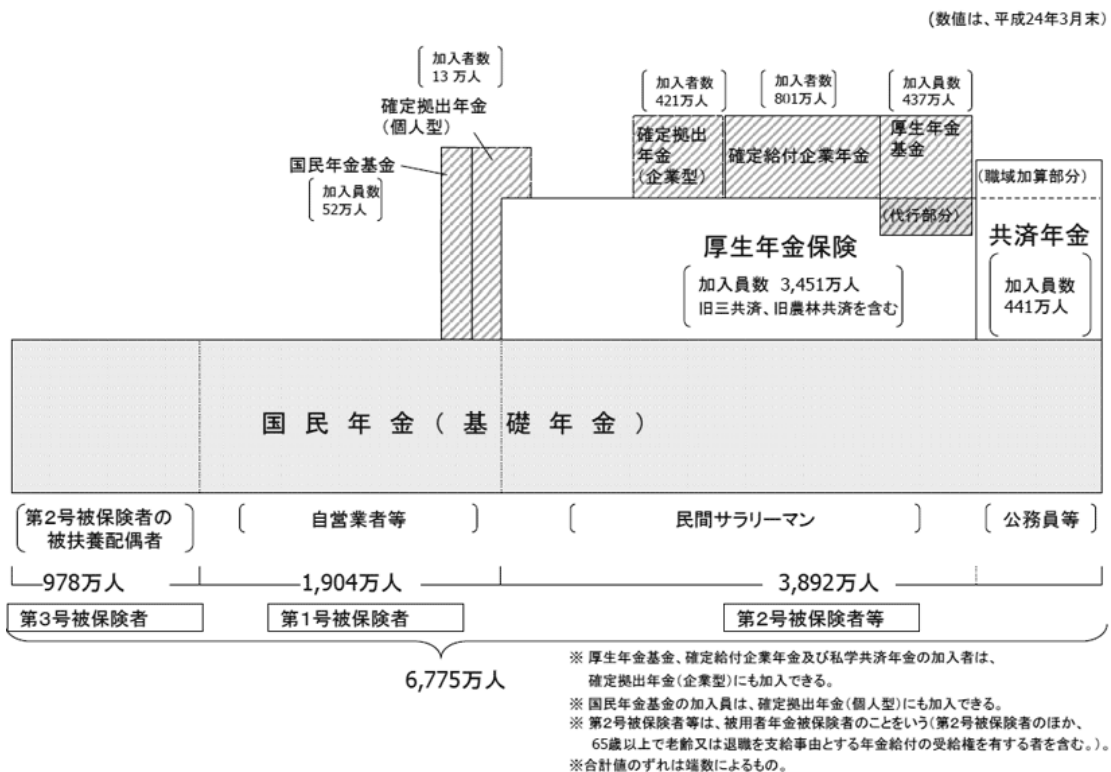 (数値は、平成24年3月末)
加入者数
13 万人
確定拠出年金
(個人型)
国民年金基金
加入員数
52万人
加入者数
421万人
加入者数
801万人
加入員数
437万人
確定拠出
年金
(企業型)
確定給付企業年金
厚生年金
基金
(代行部分)
(職域加算部分)
厚生年金保険
加入員数 3,451万人
旧三共済、旧農林共済を含む
共済年金
加入員数
441万人
国民年金(基礎年金)
第2号被保険者の
被扶養配偶者
自営業者等
民間サラリーマン
公務員等
978万人
1,904万人
3,892万人
第3号被保険者
第1号被保険者
第2号被保険者等
6,775万人
※ 厚生年金基金、確定給付企業年金及び私学共済年金の加入者は、
確定拠出年金(企業型)にも加入できる。
※ 国民年金基金の加入員は、確定拠出年金(個人型)にも加入できる。
※ 第2号被保険者等は、被用者年金被保険者のことをいう(第2号被保険者のほか、
65歳以上で老齢又は退職を支給事由とする年金給付の受給権を有する者を含む。)。
※合計値のずれは端数によるもの。